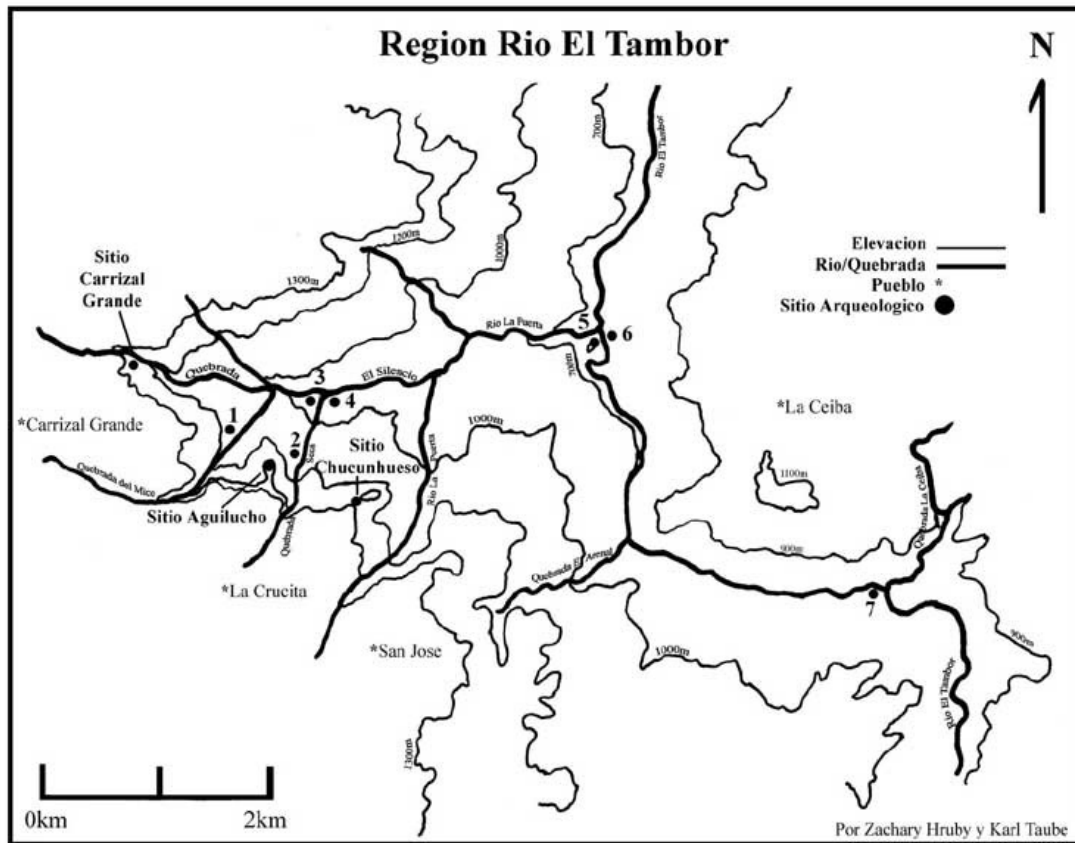 Region Rio El Tambor
N
700m
Rio El Tambor
Elevacion
Rio/Quebrada
Pueblo *
Sitio Arqueologico
1200m
1000m
1300m
Sitio
Carrizal
Grande
Rio La Puerta
5
6
700m
Quebrada
El Silencio
3
4
*La Ceiba
*Carrizal Grande
1
1000m
2
Seca
Sitio
Chucunhueso
Rio La Puerta
Quebrada del Mico
1100m
Sitio Aguilucho
Quebrada
Quebrada La Ceiba
900m
Quebrada El Arenal
*La Crucita
7
900m
*San Jose
1000m
Rio El Tambor
1300m
0km
2km
Por Zachary Hruby y Karl Taube